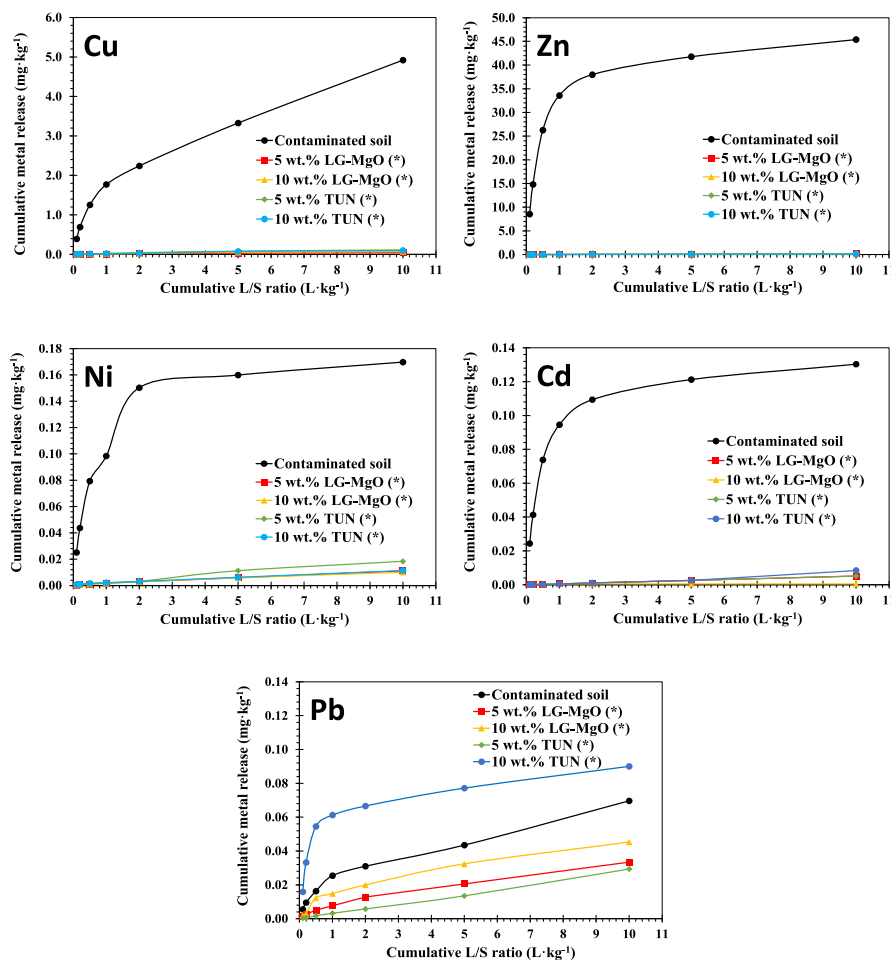 Cu
Cumulative metal release (mg·kg⁻¹)
6.0
5.0
4.0
3.0
2.0
1.0
0.0
Contaminated soil
5 wt.% LG-MgO (*)
10 wt.% LG-MgO (*)
5 wt.% TUN (*)
10 wt.% TUN (*)
0 1 2 3 4 5 6 7 8 9 10 11
Cumulative L/S ratio (L·kg⁻¹)
Zn
Cumulative metal release (mg·kg⁻¹)
50.0
45.0
40.0
35.0
30.0
25.0
20.0
15.0
10.0
5.0
0.0
Contaminated soil
5 wt.% LG-MgO (*)
10 wt.% LG-MgO (*)
5 wt.% TUN (*)
10 wt.% TUN (*)
0 1 2 3 4 5 6 7 8 9 10 11
Cumulative L/S ratio (L·kg⁻¹)
Ni
Cumulative metal release (mg·kg⁻¹)
0.18
0.16
0.14
0.12
0.10
0.08
0.06
0.04
0.02
0.00
Contaminated soil
5 wt.% LG-MgO (*)
10 wt.% LG-MgO (*)
5 wt.% TUN (*)
10 wt.% TUN (*)
0 1 2 3 4 5 6 7 8 9 10 11
Cumulative L/S ratio (L·kg⁻¹)
Cd
Cumulative metal release (mg·kg⁻¹)
0.14
0.12
0.10
0.08
0.06
0.04
0.02
0.00
Contaminated soil
5 wt.% LG-MgO (*)
10 wt.% LG-MgO (*)
5 wt.% TUN (*)
10 wt.% TUN (*)
0 1 2 3 4 5 6 7 8 9 10 11
Cumulative L/S ratio (L·kg⁻¹)
Pb
Cumulative metal release (mg·kg⁻¹)
0.14
0.12
0.10
0.08
0.06
0.04
0.02
0.00
Contaminated soil
5 wt.% LG-MgO (*)
10 wt.% LG-MgO (*)
5 wt.% TUN (*)
10 wt.% TUN (*)
0 1 2 3 4 5 6 7 8 9 10 11
Cumulative L/S ratio (L·kg⁻¹)